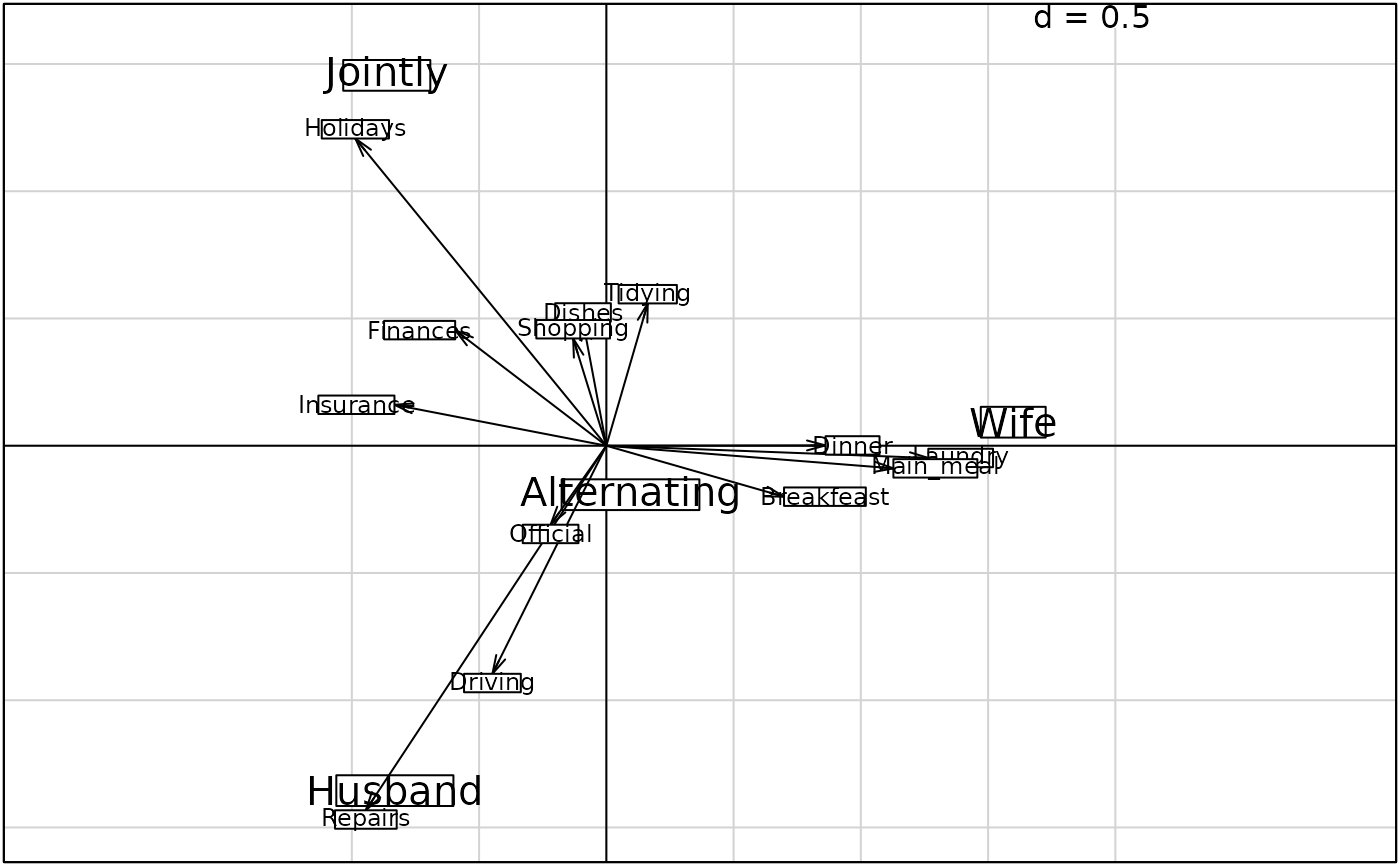 d = 0.5
Jointly
Holidays
Tidying
Dishes
Shopping
Finances
Insurance
Wife
Dinner
Laundry
Main_meal
Alternating
Breakfeast
Official
Driving
Husband
Repairs